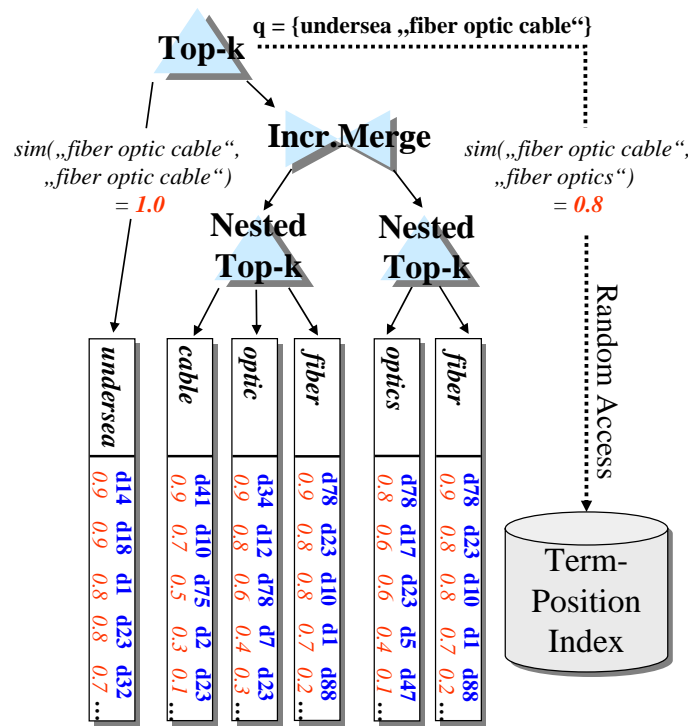 Top-k
q = {undersea „fiber optic cable“}
Incr.Merge
sim(„fiber optic cable“,
„fiber optic cable“)
= 1.0
sim(„fiber optic cable“,
„fiber optics“)
= 0.8
Nested
Top-k
Nested
Top-k
Random Access
undersea
d14 0.9
d18 0.9
d1 0.8
d23 0.8
d32 0.7
...
cable
d41 0.9
d10 0.7
d75 0.5
d2 0.3
d23 0.1
...
optic
d34 0.9
d12 0.8
d78 0.6
d7 0.4
d23 0.3
...
fiber
d78 0.9
d23 0.8
d10 0.8
d1 0.7
d88 0.2
...
optics
d78 0.8
d17 0.6
d23 0.6
d5 0.4
d47 0.1
...
fiber
d78 0.9
d23 0.8
d10 0.8
d1 0.7
d88 0.2
...
Term-
Position
Index